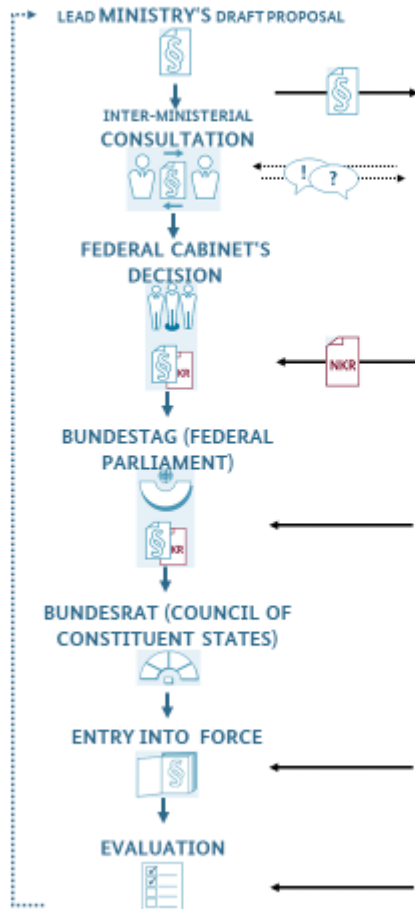 LEAD MINISTRY'S DRAFT PROPOSAL
§
§
INTER-MINISTERIAL
CONSULTATION
§
! ?
FEDERAL CABINET'S
DECISION
§ KR
NKR
BUNDESTAG (FEDERAL
PARLIAMENT)
§ KR
BUNDESRAT (COUNCIL OF
CONSTITUENT STATES)
ENTRY INTO FORCE
§
EVALUATION